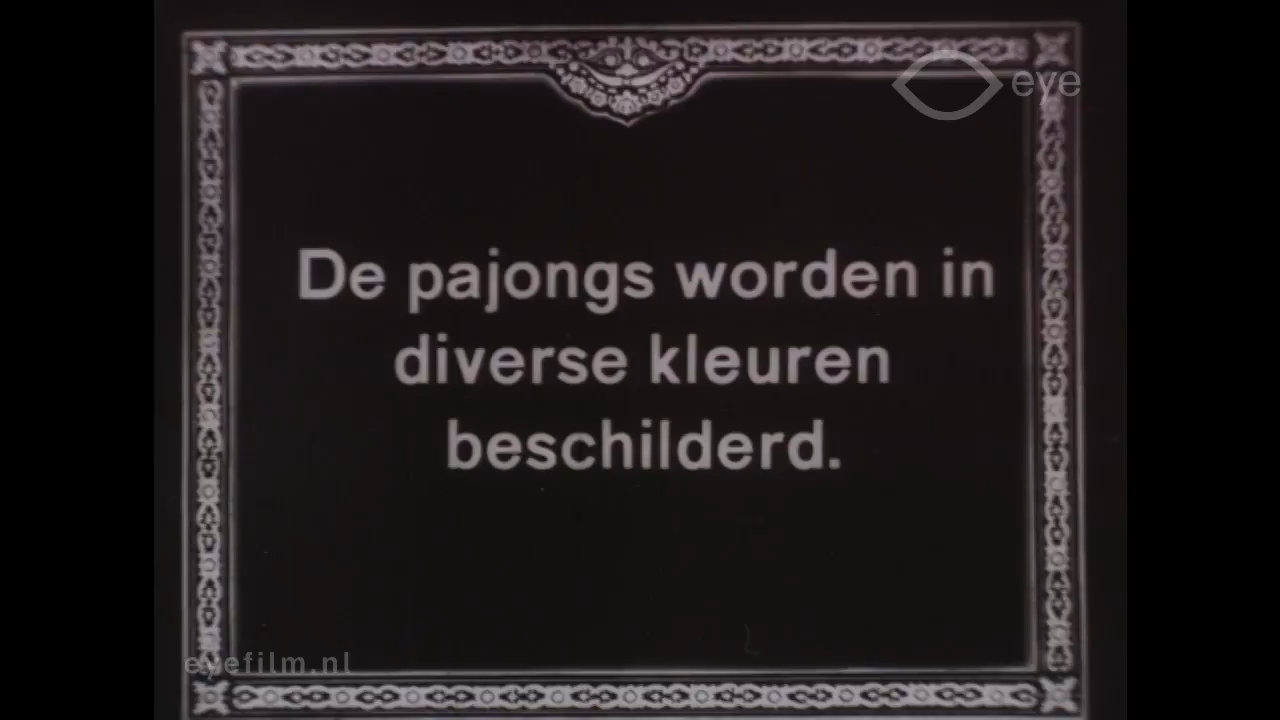 eye
De pajongs worden in
diverse kleuren
beschilderd.
eyefilm.nl